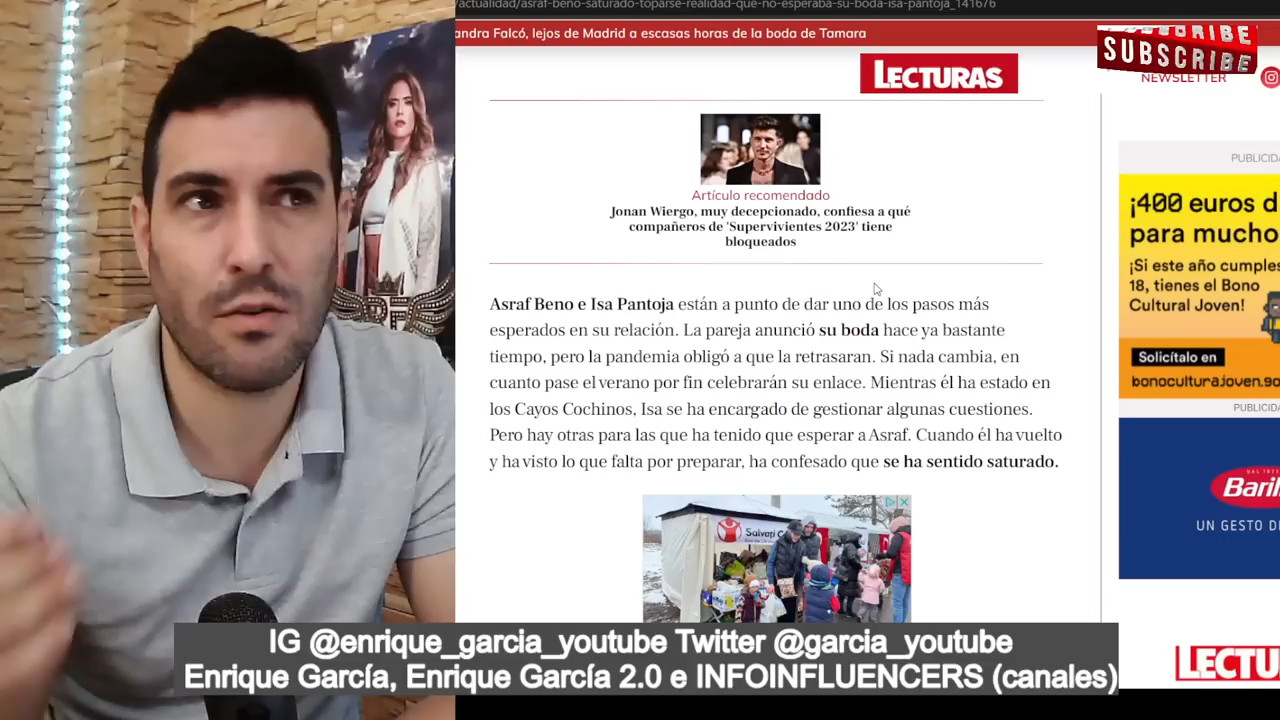 /actualidad/asraf-beno-saturado-toparse-realidad-que-no-esperaba-su-boda-isa-pantoja_141676
andra Falcó, lejos de Madrid a escasas horas de la boda de Tamara
SUBSCRIBE
SUBSCRIBE
LECTURAS
NEWSLETTER
Artículo recomendado
Jonan Wiergo, muy decepcionado, confiesa a qué
compañeros de 'Supervivientes 2023' tiene
bloqueados
PUBLICID
¡400 euros d
para mucho
¡Si este año cumples
18, tienes el Bono
Cultural Joven!
Solicítalo en
bonoculturajoven.go
PUBLICID
Asraf Beno e Isa Pantoja están a punto de dar uno de los pasos más
esperados en su relación. La pareja anunció su boda hace ya bastante
tiempo, pero la pandemia obligó a que la retrasaran. Si nada cambia, en
cuanto pase el verano por fin celebrarán su enlace. Mientras él ha estado en
los Cayos Cochinos, Isa se ha encargado de gestionar algunas cuestiones.
Pero hay otras para las que ha tenido que esperar a Asraf. Cuando él ha vuelto
y ha visto lo que falta por preparar, ha confesado que se ha sentido saturado.
Baril
UN GESTO DE
Salvați C
LECTU
IG @enrique_garcia_youtube Twitter @garcia_youtube
Enrique García, Enrique García 2.0 e INFOINFLUENCERS (canales)